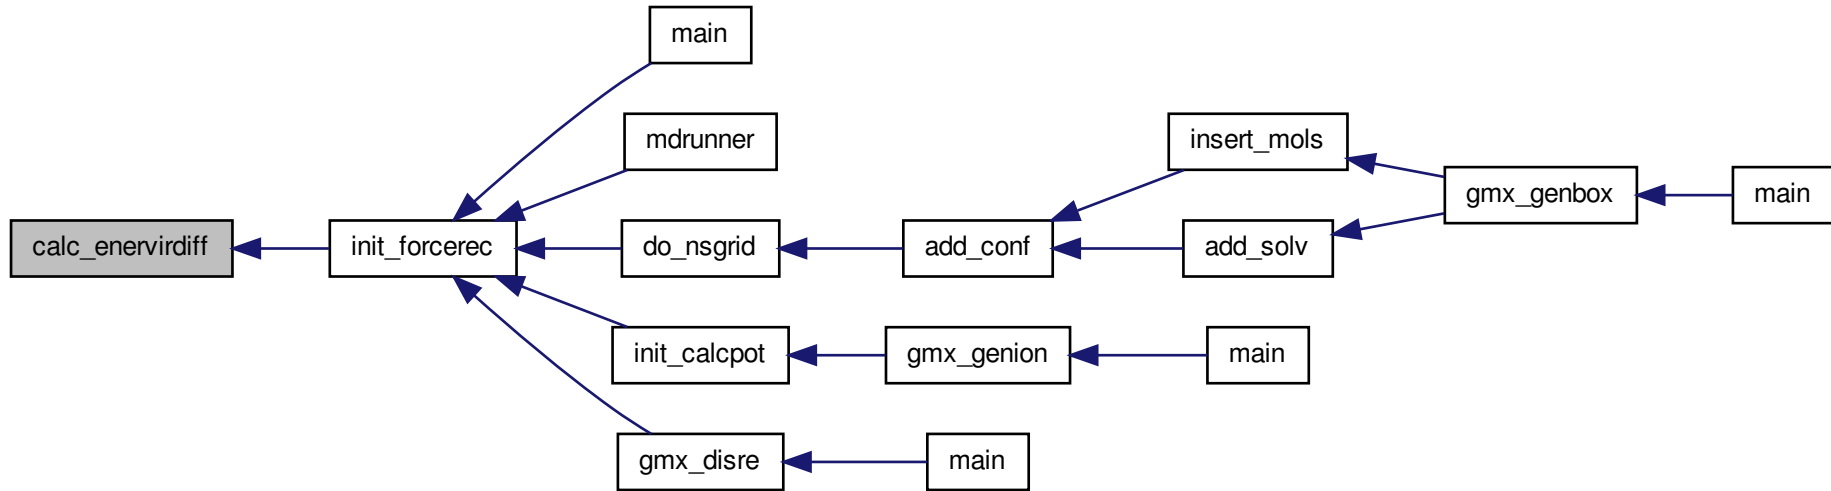 main
mdrunner
insert_mols
gmx_genbox
main
calc_enervirdiff
init_forcerec
do_nsgrid
add_conf
add_solv
init_calcpot
gmx_genion
main
gmx_disre
main